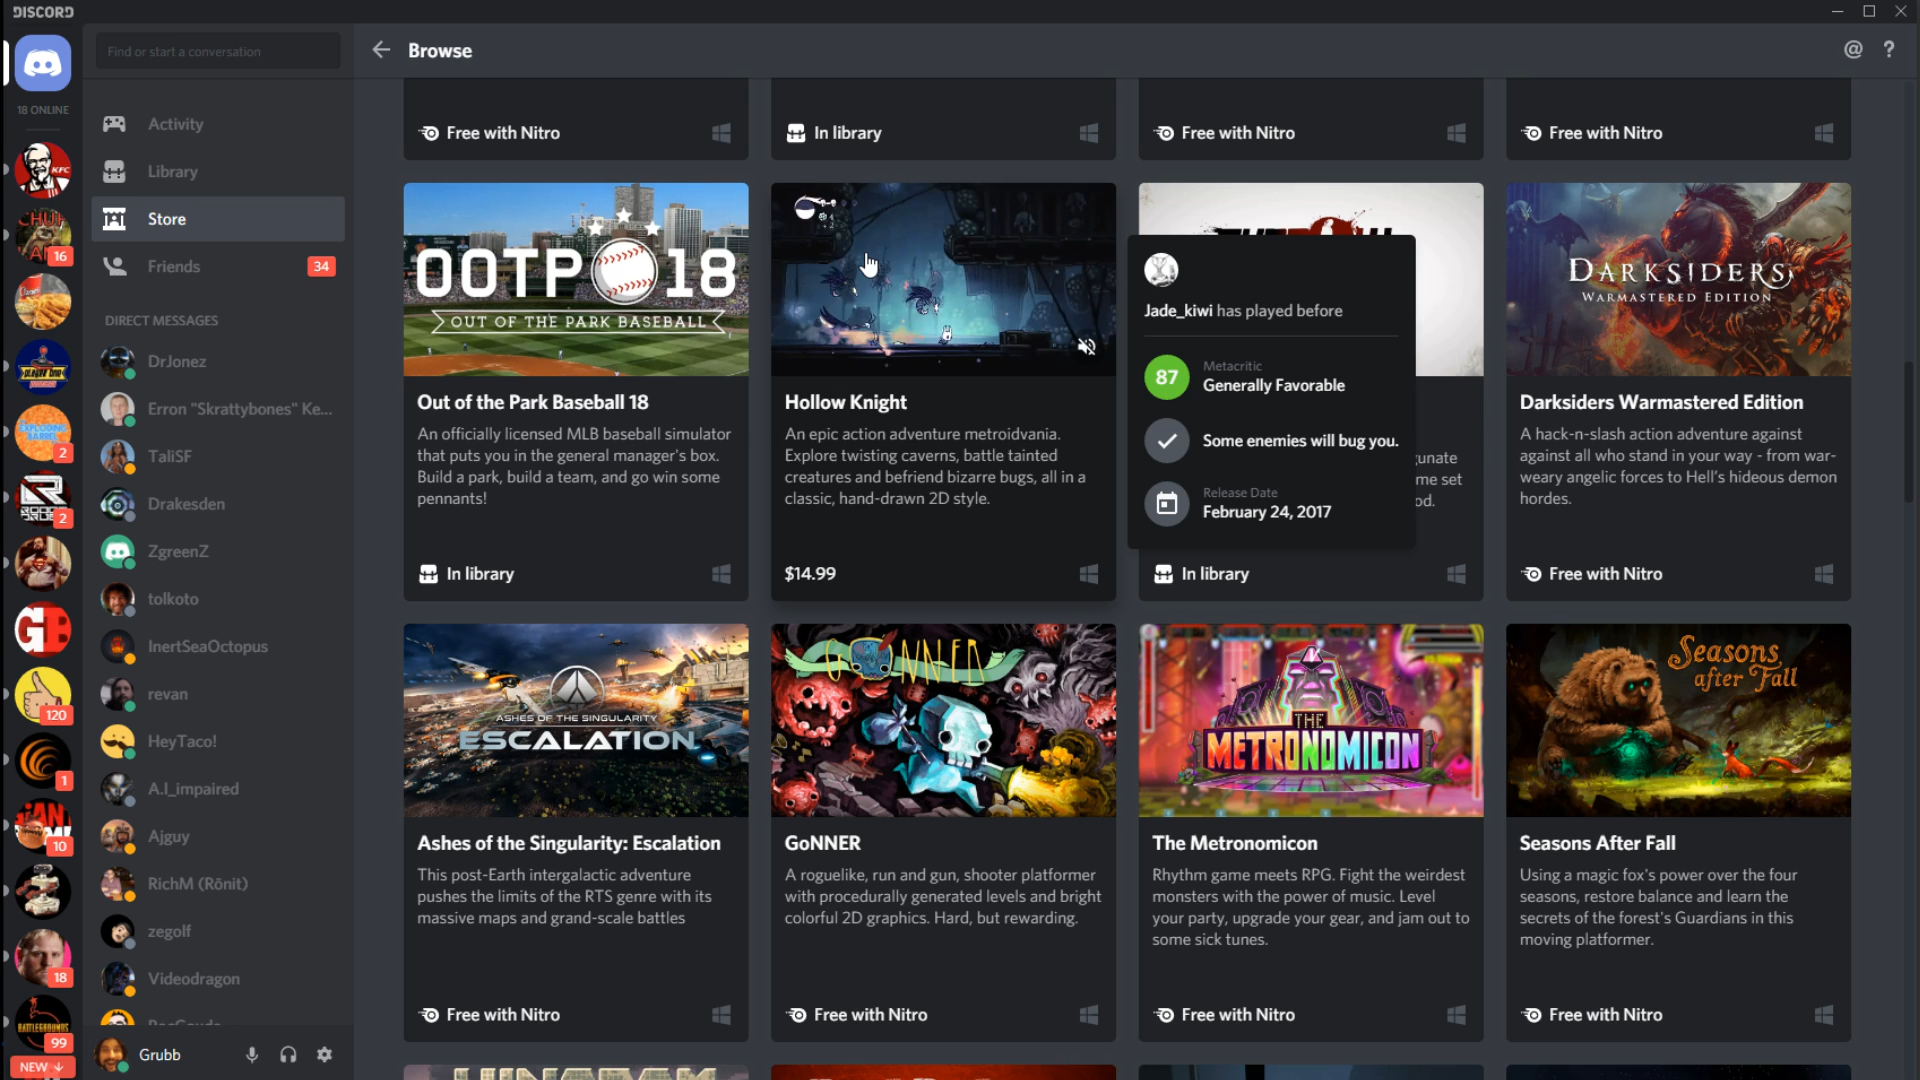 DISCORD
Find or start a conversation
Browse
@ ?
18 ONLINE
KFC
16
2
2
120
1
10
18
99
NEW ↓
Activity
Library
Store
Friends
34
DIRECT MESSAGES
DrJonez
Erron "Skrattybones" Ke...
TaliSF
Drakesden
ZgreenZ
tolkoto
InertSeaOctopus
revan
HeyTaco!
A.I_impaired
Ajguy
RichM (Rōnit)
zegolf
Videodragon
Grubb
Free with Nitro
In library
Free with Nitro
Free with Nitro
OOTP 18
OUT OF THE PARK BASEBALL
Out of the Park Baseball 18
An officially licensed MLB baseball simulator
that puts you in the general manager's box.
Build a park, build a team, and go win some
pennants!
In library
Hollow Knight
An epic action adventure metroidvania.
Explore twisting caverns, battle tainted
creatures and befriend bizarre bugs, all in a
classic, hand-drawn 2D style.
$14.99
Jade_kiwi has played before
87
Metacritic
Generally Favorable
Some enemies will bug you.
Release Date
February 24, 2017
me set
In library
DARKSIDERS
WARMASTERED EDITION
Darksiders Warmastered Edition
A hack-n-slash action adventure against
against all who stand in your way - from war-
weary angelic forces to Hell's hideous demon
hordes.
Free with Nitro
ASHES OF THE SINGULARITY
ESCALATION
Ashes of the Singularity: Escalation
This post-Earth intergalactic adventure
pushes the limits of the RTS genre with its
massive maps and grand-scale battles
Free with Nitro
GONNER
GoNNER
A roguelike, run and gun, shooter platformer
with procedurally generated levels and bright
colorful 2D graphics. Hard, but rewarding.
Free with Nitro
THE
METRONOMICON
The Metronomicon
Rhythm game meets RPG. Fight the weirdest
monsters with the power of music. Level
your party, upgrade your gear, and jam out to
some sick tunes.
Free with Nitro
Seasons
after Fall
Seasons After Fall
Using a magic fox's power over the four
seasons, restore balance and learn the
secrets of the forest's Guardians in this
moving platformer.
Free with Nitro